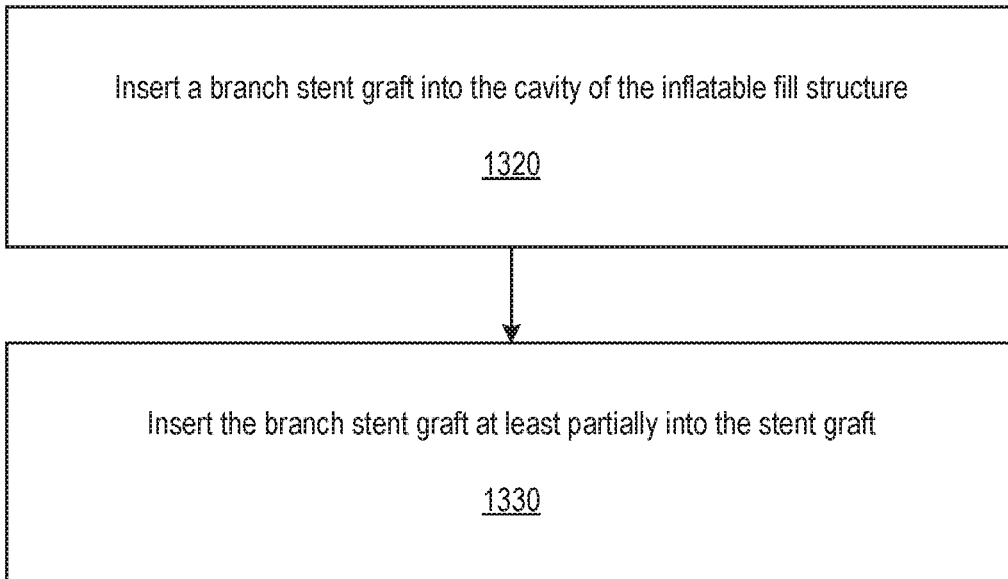 Insert a branch stent graft into the cavity of the inflatable fill structure
1320
Insert the branch stent graft at least partially into the stent graft
1330